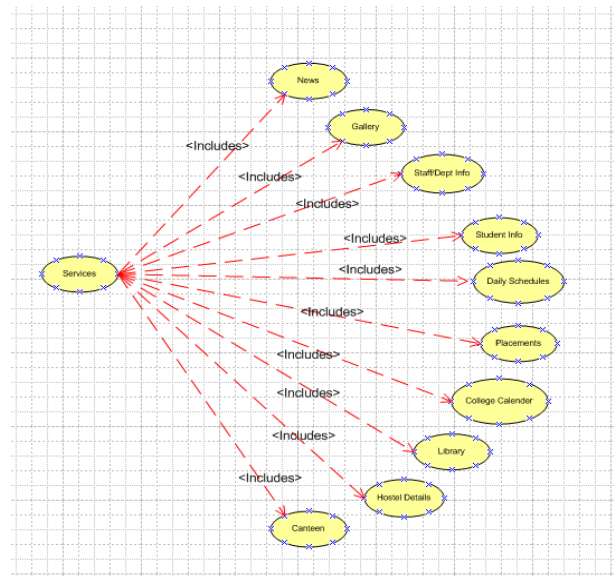 News
Gallery
<Includes>
Staff/Dept Info
<Includes>
<Includes>
Student Info
<Includes>
Services
<Includes>
Daily Schedules
<Includes>
Placements
<Includes>
College Calender
<Includes>
<Includes>
Library
<Includes>
Hostel Details
Canteen